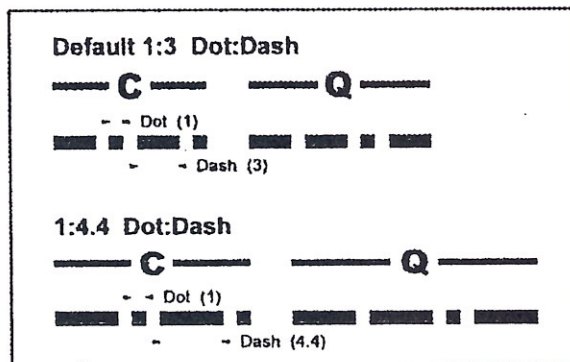 Default 1:3 Dot:Dash
C Q
Dot (1)
Dash (3)
1:4.4 Dot:Dash
C Q
Dot (1)
Dash (4.4)